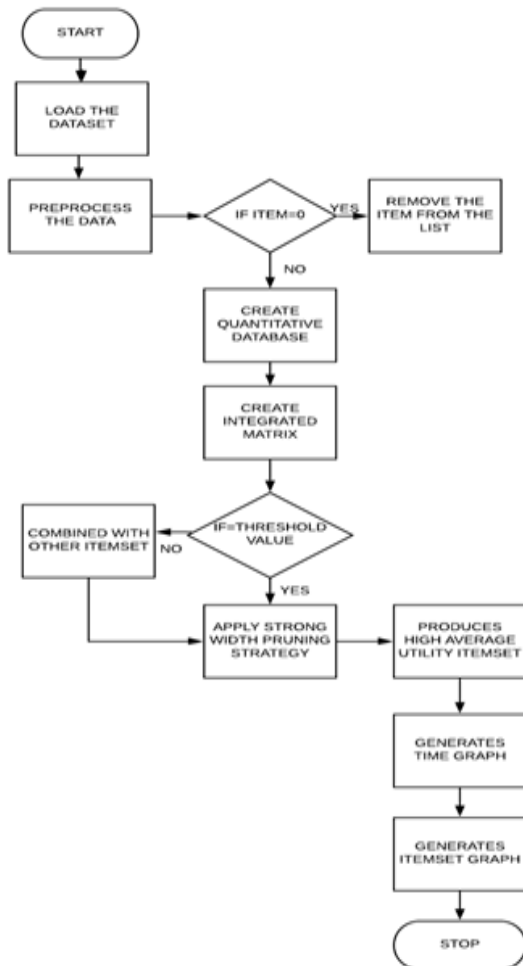 START
LOAD THE
DATASET
PREPROCESS
THE DATA
IF ITEM=0
YES
REMOVE THE
ITEM FROM THE
LIST
NO
CREATE
QUANTITATIVE
DATABASE
CREATE
INTEGRATED
MATRIX
IF=THRESHOLD
VALUE
NO
COMBINED WITH
OTHER ITEMSET
YES
APPLY STRONG
WIDTH PRUNING
STRATEGY
PRODUCES
HIGH AVERAGE
UTILITY ITEMSET
GENERATES
TIME GRAPH
GENERATES
ITEMSET GRAPH
STOP